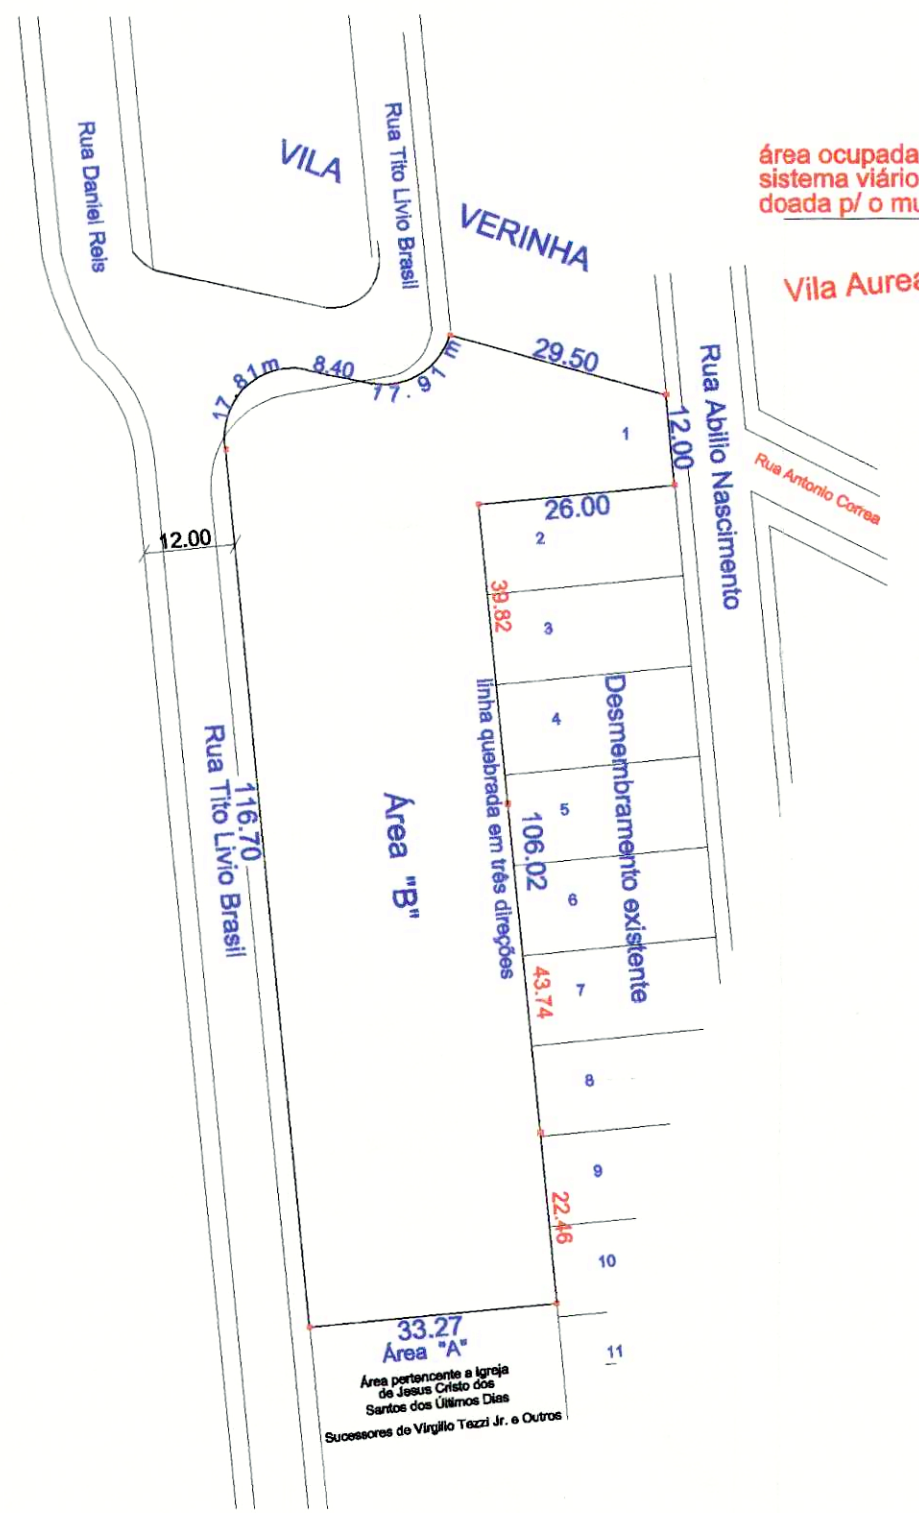 Rua Daniel Reis
VILA
Rua Tito Livio Brasil
VERINHA
área ocupada
sistema viário
doada p/ o mu
Vila Aurea
29.50
17.81m
8.40
17.91 m
1
12.00
Rua Abilio Nascimento
Rua Antonio Correa
26.00
12.00
2
39.82
3
linha quebrada em três direções
Desmembramento existente
4
5
106.02
6
116.70
Rua Tito Livio Brasil
Área "B"
43.74
7
8
9
22.46
10
33.27
Área "A"
Área pertencente a Igreja
de Jesus Cristo dos
Santos dos Últimos Dias
Sucessores de Virgilio Tezzi Jr. e Outros
11